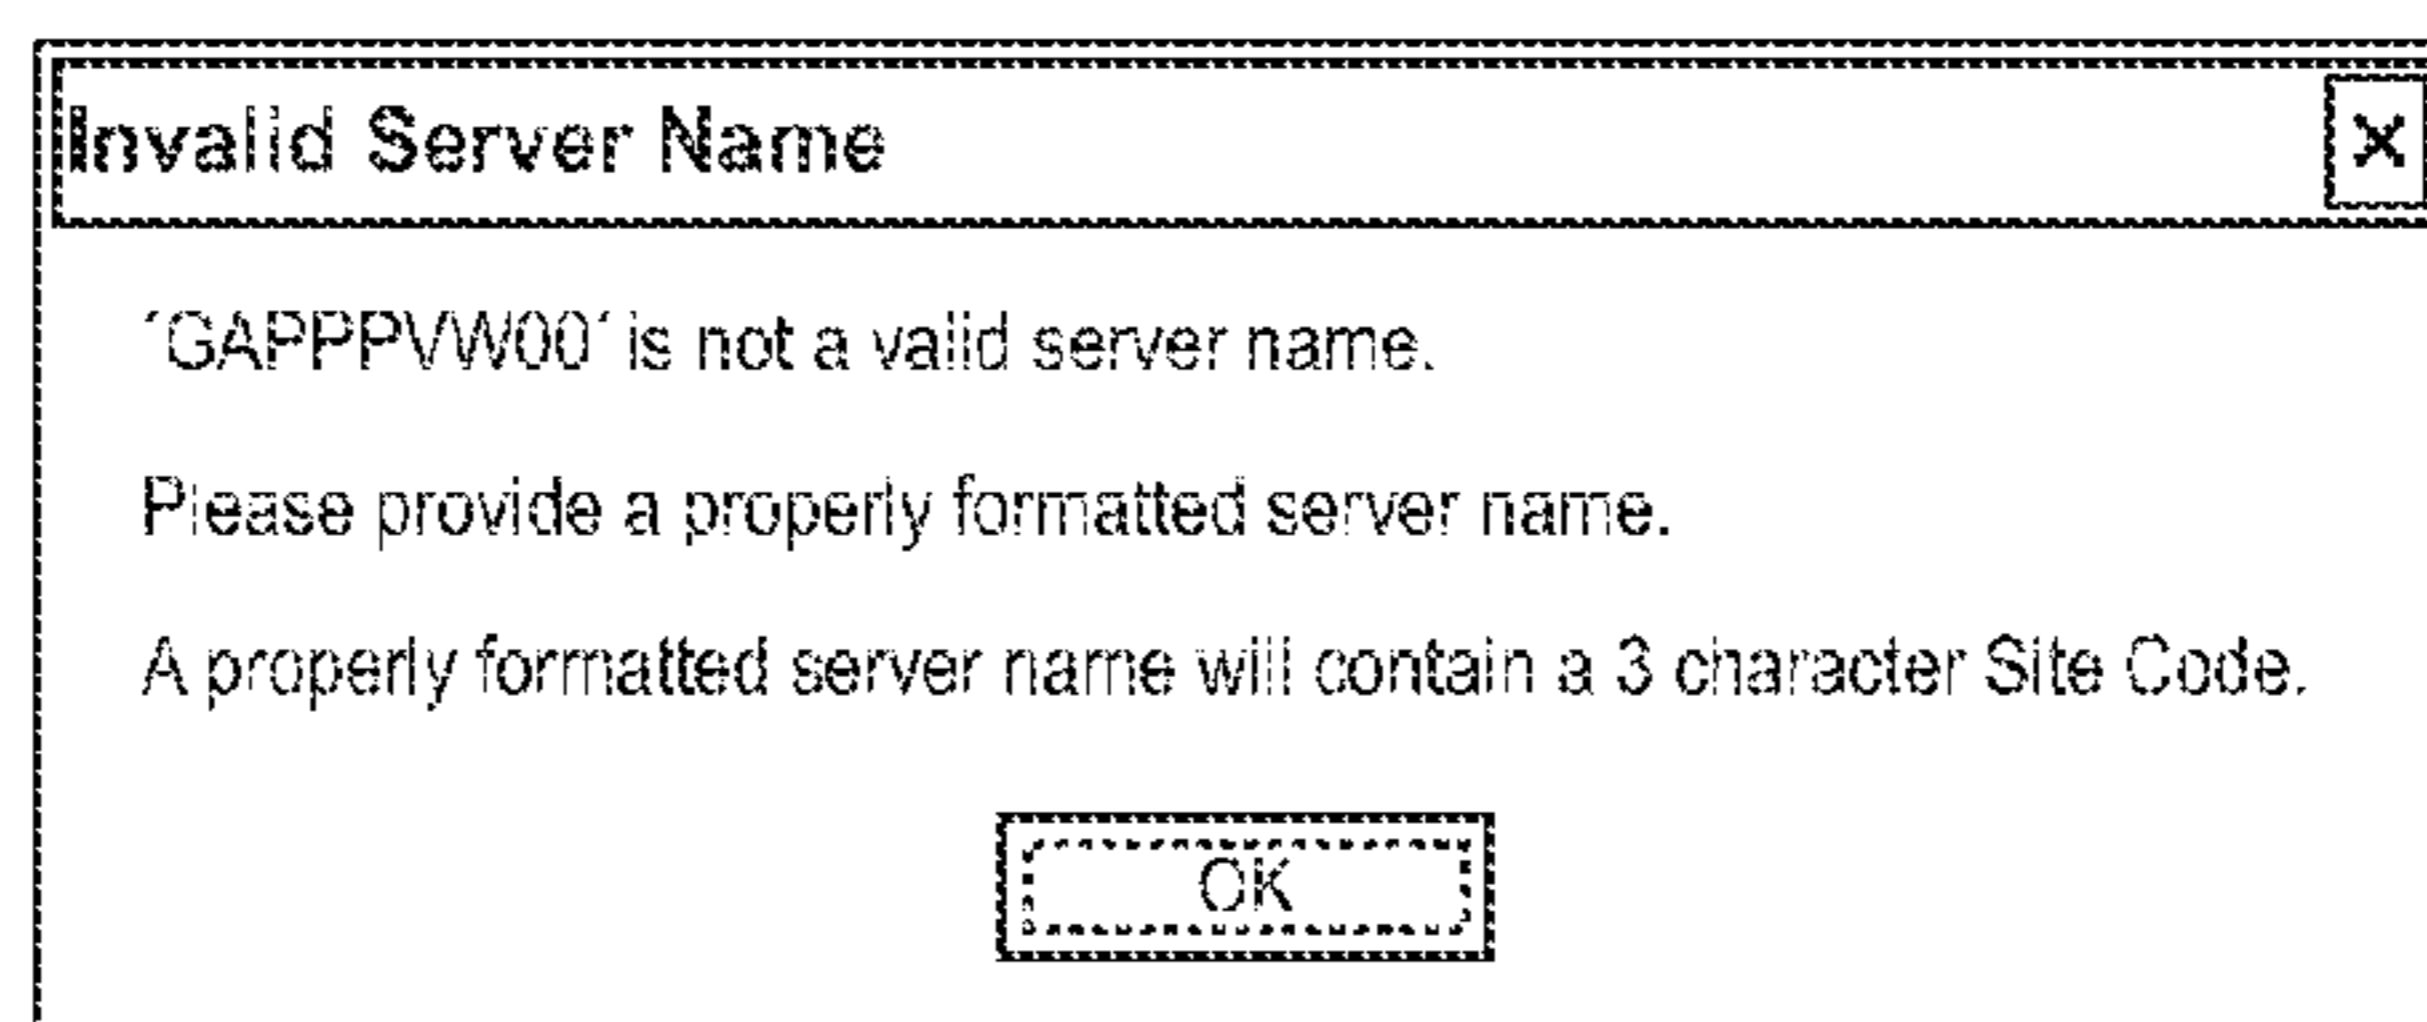 Invalid Server Name
´GAPPPVW00´ is not a valid server name.
Please provide a properly formatted server name.
A properly formatted server name will contain a 3 character Site Code.
OK